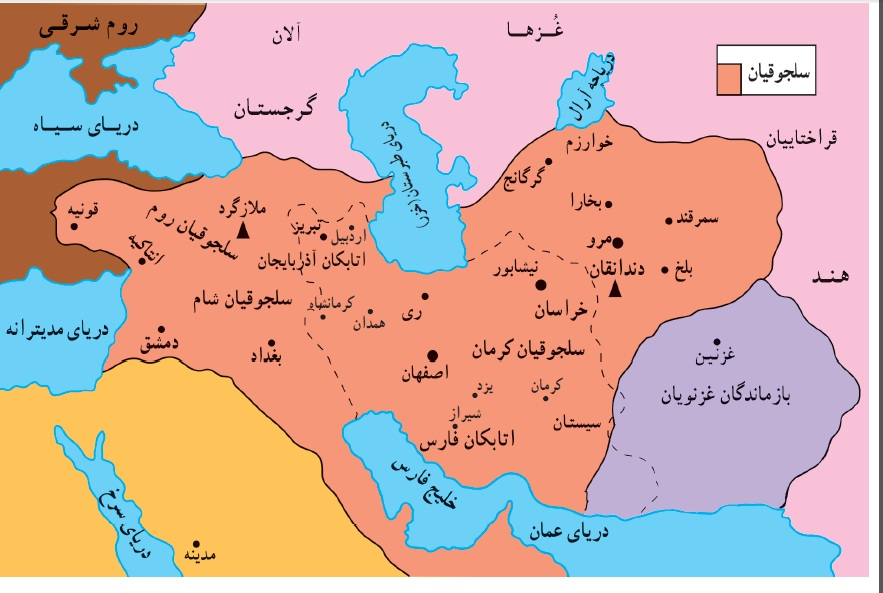 روم شرقی
آلان
غُزها
سلجوقیان
دریاچه آرال
دریای سیاه
گرجستان
دریای طبرستان (خزر)
خوارزم
قراختاییان
گرگانج
بخارا
سمرقند
قونیه
ملازگرد
سلجوقیان روم
تبریز
اردبیل
مرو
انتاکیه
اتابکان آذربایجان
نیشابور
دندانقان
بلخ
هند
سلجوقیان شام
کرمانشاه
همدان
ری
خراسان
دریای مدیترانه
دمشق
بغداد
اصفهان
سلجوقیان کرمان
غزنین
بازماندگان غزنویان
یزد
کرمان
شیراز
سیستان
اتابکان فارس
خلیج فارس
دریای سرخ
دریای عمان
مدینه